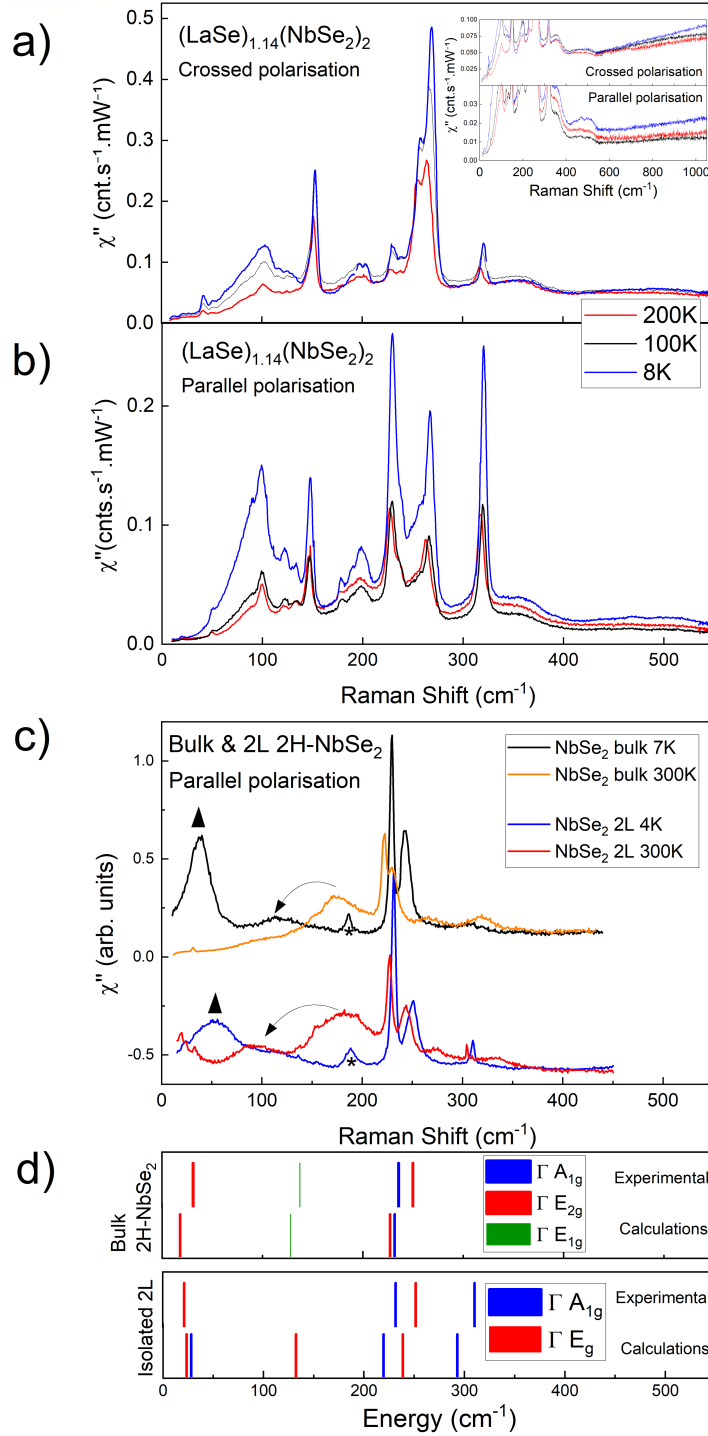 a)
(LaSe)1.14(NbSe2)2
Crossed polarisation
χ'' (cnt.s⁻¹.mW⁻¹)
0.5
0.4
0.3
0.2
0.1
0.0
χ'' (cnt.s⁻¹.mW⁻¹)
0.100
0.075
0.050
0.025
0.000
Crossed polarisation
0.03
0.02
0.01
0.00
Parallel polarisation
0 200 400 600 800 1000
Raman Shift (cm⁻¹)
200K
100K
8K
b)
(LaSe)1.14(NbSe2)2
Parallel polarisation
χ''(cnts.s⁻¹.mW⁻¹)
0.2
0.1
0.0
100 200 300 400 500
Raman Shift (cm⁻¹)
c)
Bulk & 2L 2H-NbSe2
Parallel polarisation
NbSe2 bulk 7K
NbSe2 bulk 300K
NbSe2 2L 4K
NbSe2 2L 300K
χ'' (arb. units)
1.0
0.5
0.0
-0.5
*
*
100 200 300 400 500
Raman Shift (cm⁻¹)
d)
Bulk
2H-NbSe2
Γ A1g
Γ E2g
Γ E1g
Experimental
Calculations
Isolated 2L
Γ A1g
Γ Eg
Experimental
Calculations
0 100 200 300 400 500
Energy (cm⁻¹)